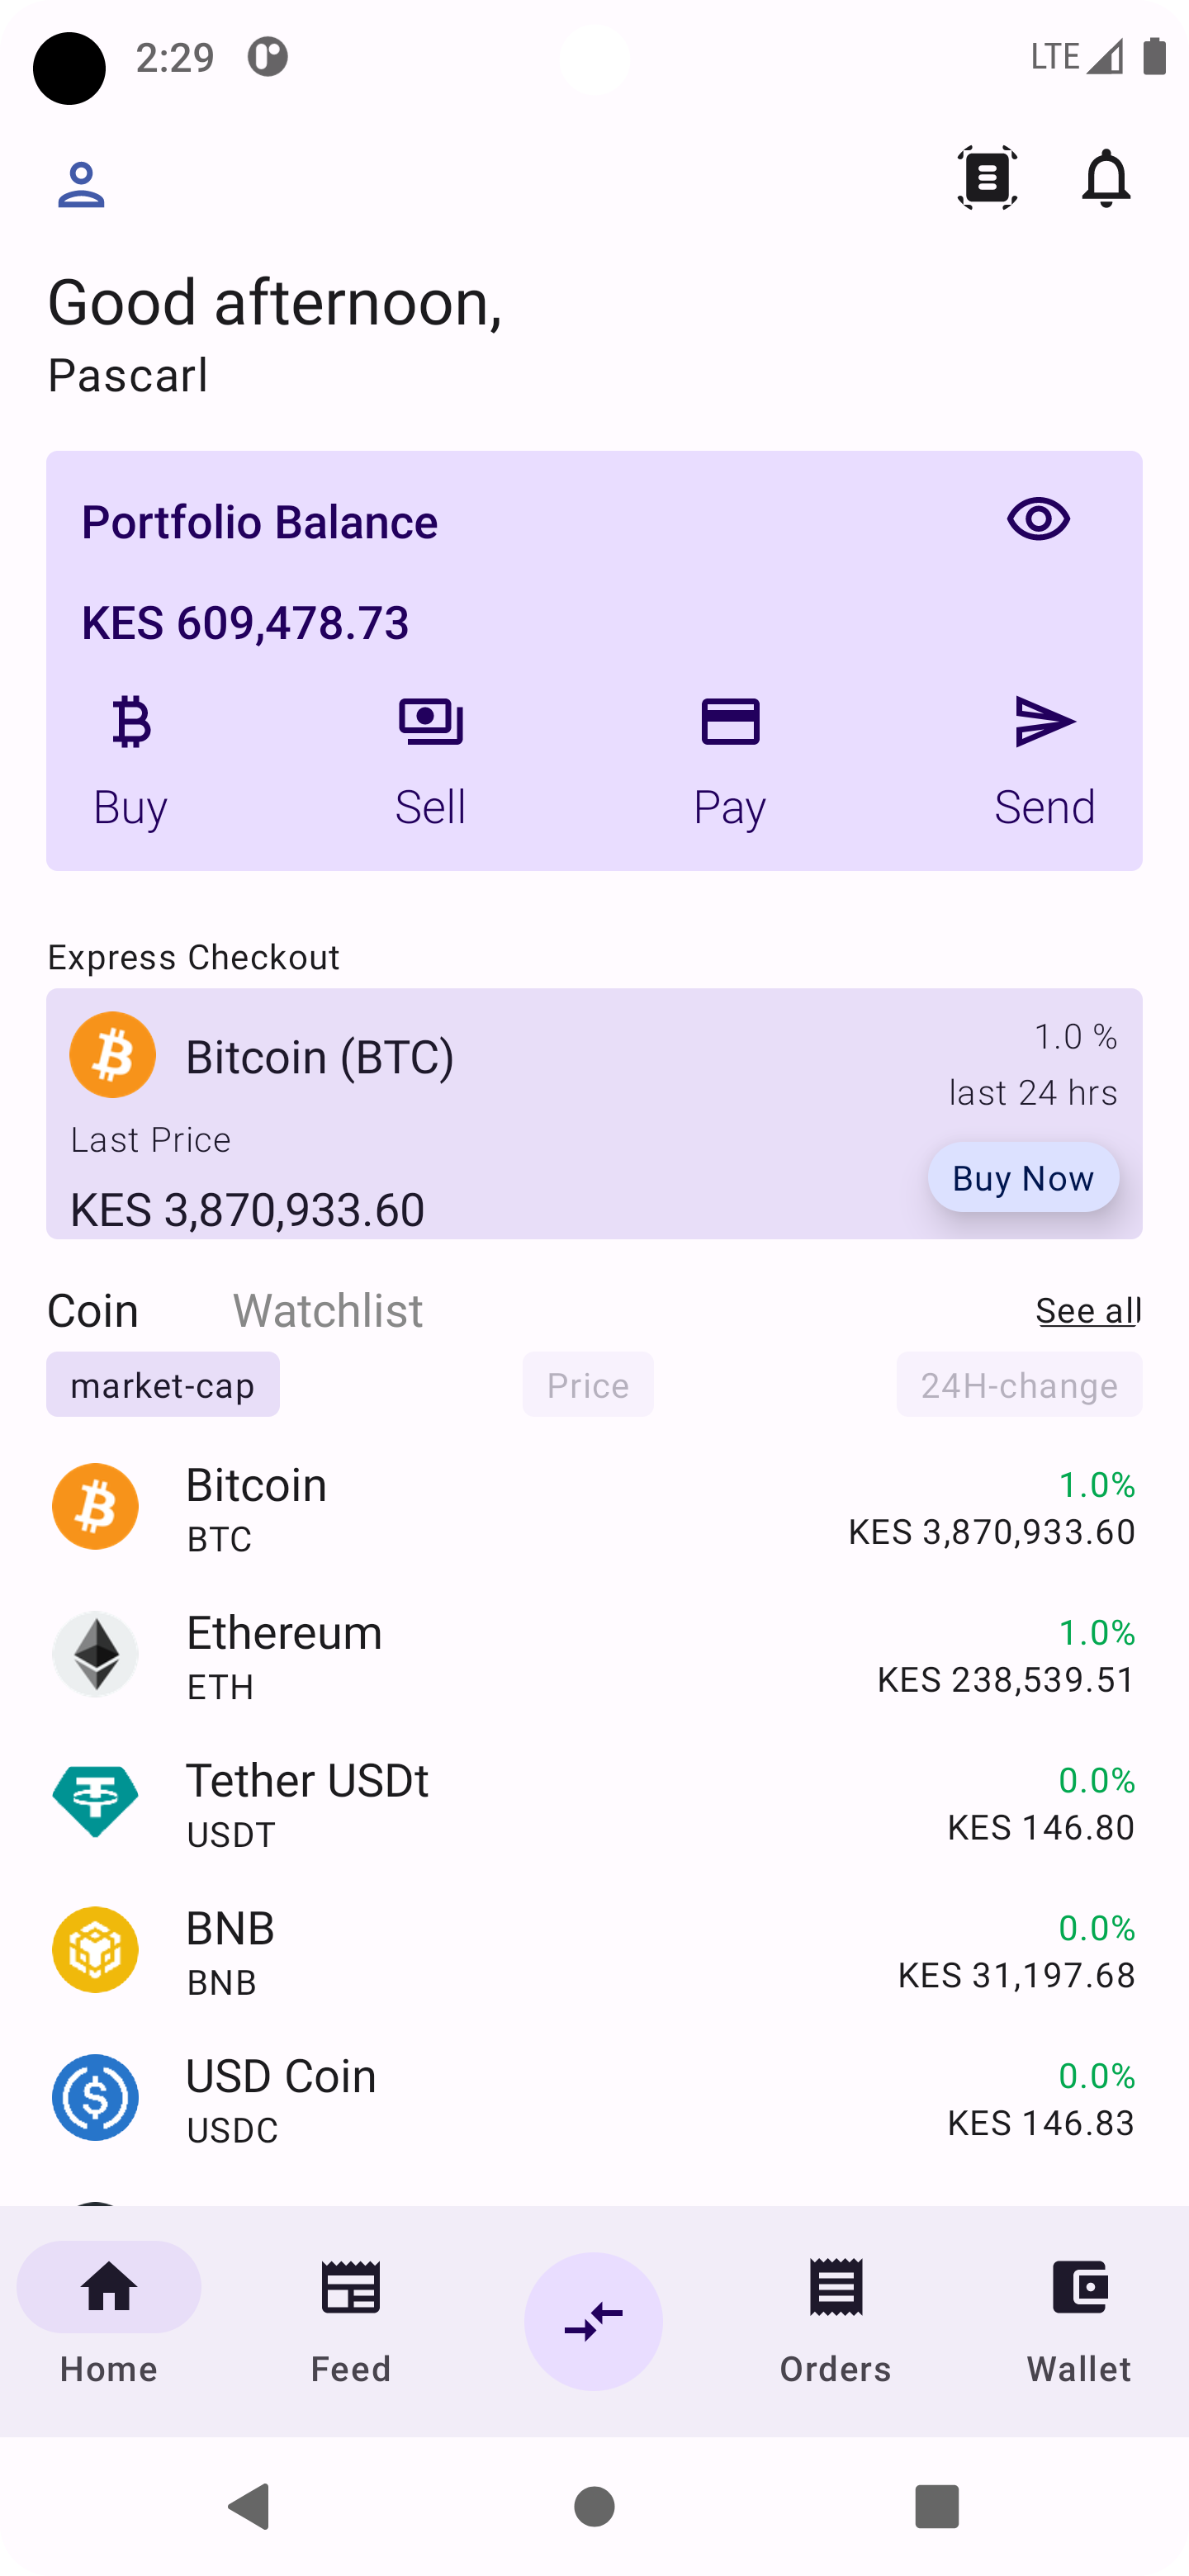 2:29
LTE
Good afternoon,
Pascarl
Portfolio Balance
KES 609,478.73
Buy Sell Pay Send
Express Checkout
Bitcoin (BTC)
1.0 %
last 24 hrs
Last Price
Buy Now
KES 3,870,933.60
Coin Watchlist See all
market-cap Price 24H-change
Bitcoin 1.0%
BTC KES 3,870,933.60
Ethereum 1.0%
ETH KES 238,539.51
Tether USDt 0.0%
USDT KES 146.80
BNB 0.0%
BNB KES 31,197.68
USD Coin 0.0%
USDC KES 146.83
Home Feed Orders Wallet